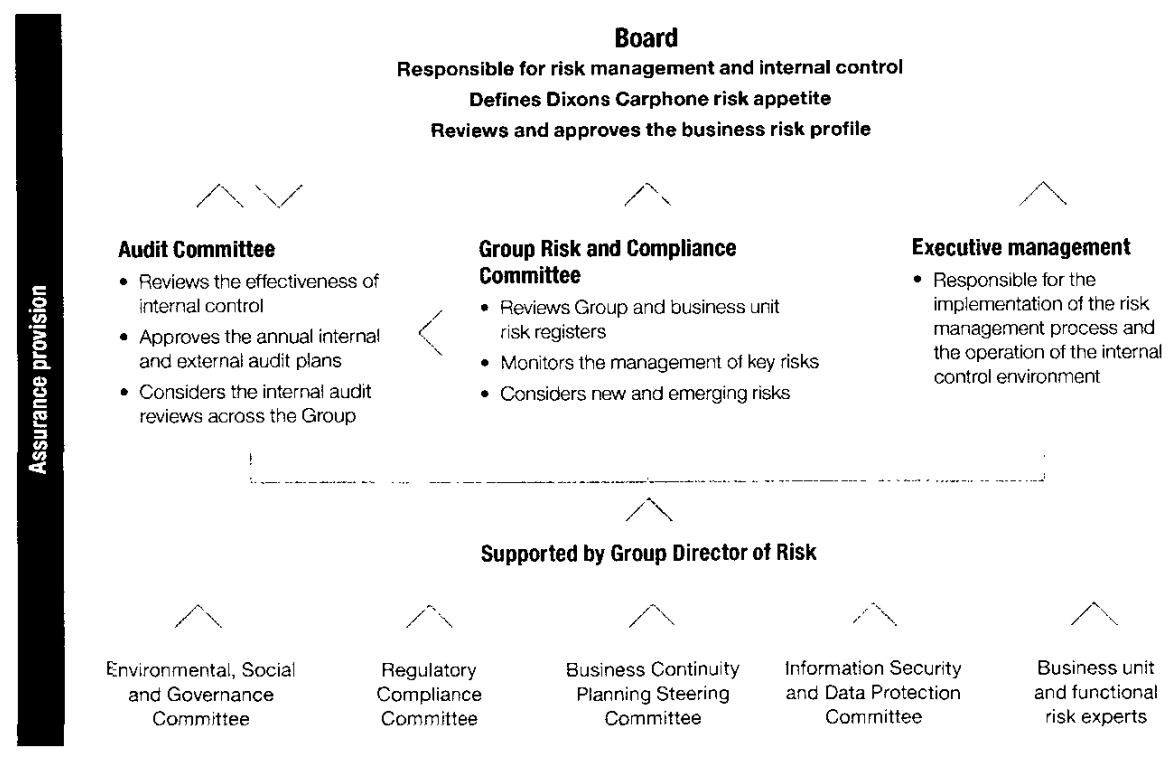 Assurance provision
Board
Responsible for risk management and internal control
Defines Dixons Carphone risk appetite
Reviews and approves the business risk profile
Audit Committee
• Reviews the effectiveness of
internal control
• Approves the annual internal
and external audit plans
• Considers the internal audit
reviews across the Group
Group Risk and Compliance
Committee
• Reviews Group and business unit
risk registers
• Monitors the management of key risks
• Considers new and emerging risks
Executive management
• Responsible for the
implementation of the risk
management process and
the operation of the internal
control environment
Supported by Group Director of Risk
Environmental, Social
and Governance
Committee
Regulatory
Compliance
Committee
Business Continuity
Planning Steering
Committee
Information Security
and Data Protection
Committee
Business unit
and functional
risk experts